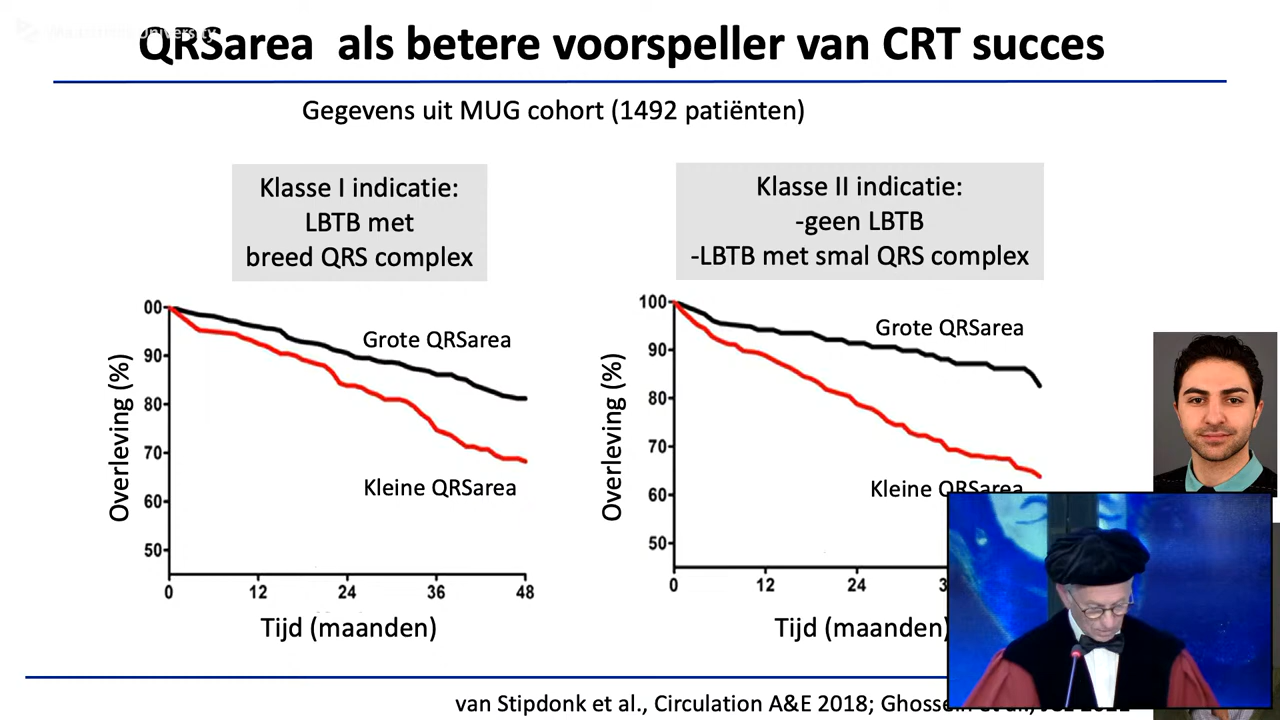 QRSarea als betere voorspeller van CRT succes
Gegevens uit MUG cohort (1492 patiënten)
Klasse I indicatie:
LBTB met
breed QRS complex
Klasse II indicatie:
-geen LBTB
-LBTB met smal QRS complex
Overleving (%)
00
90
80
70
60
50
Grote QRSarea
Kleine QRSarea
0 12 24 36 48
Tijd (maanden)
Overleving (%)
100
90
80
70
60
50
Grote QRSarea
Kleine QRSarea
0 12 24
Tijd (maanden)
van Stipdonk et al., Circulation A&E 2018;